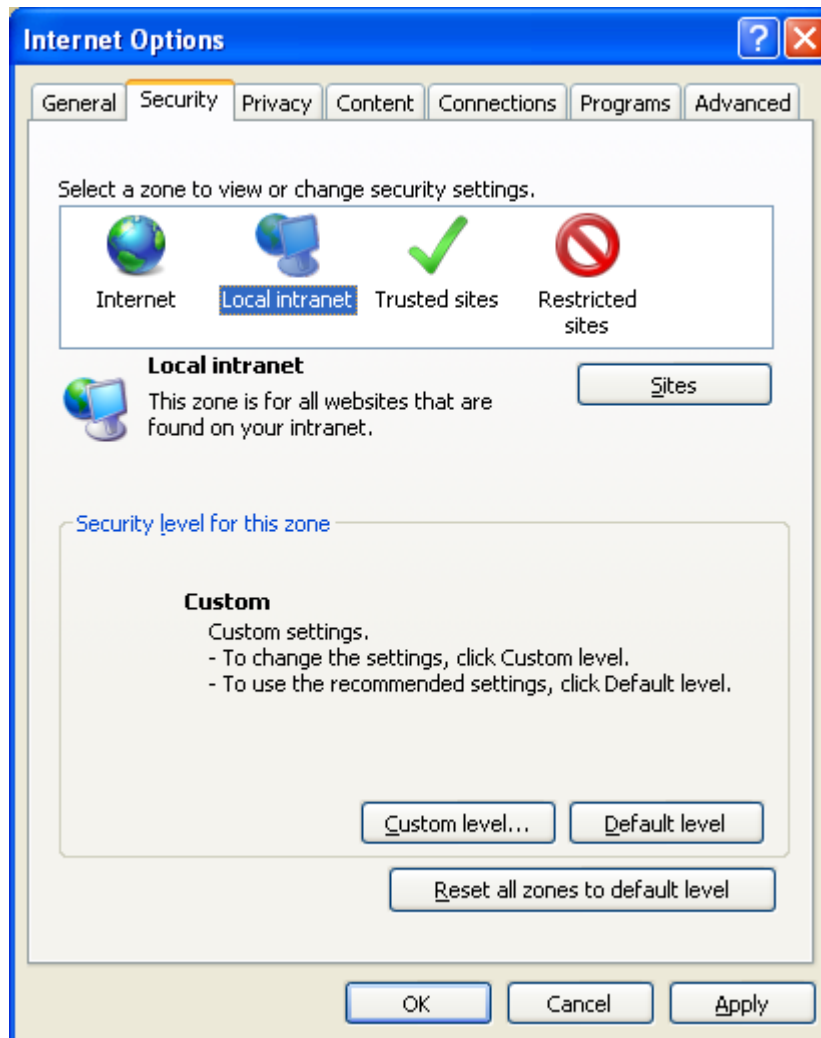 Internet Options
General Security Privacy Content Connections Programs Advanced
Select a zone to view or change security settings.
Internet Local intranet Trusted sites Restricted sites
Local intranet
Sites
This zone is for all websites that are
found on your intranet.
Security level for this zone
Custom
Custom settings.
- To change the settings, click Custom level.
- To use the recommended settings, click Default level.
Custom level... Default level
Reset all zones to default level
OK Cancel Apply